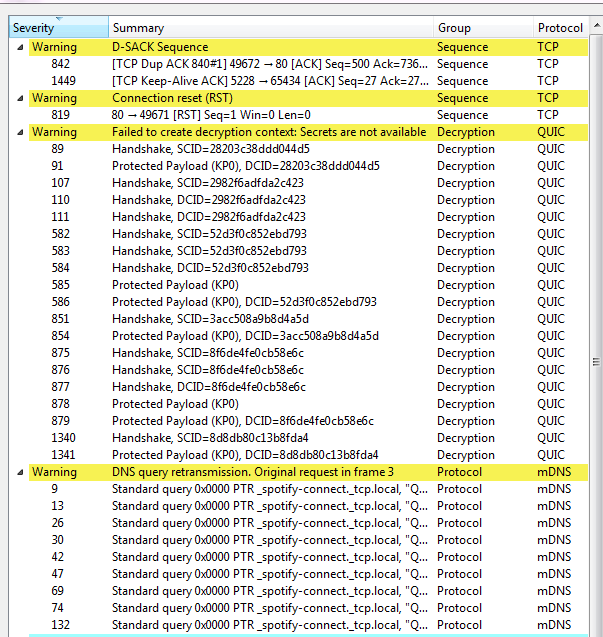 Severity Summary Group Protocol
Warning D-SACK Sequence Sequence TCP
842 [TCP Dup ACK 840#1] 49672 → 80 [ACK] Seq=500 Ack=736... Sequence TCP
1449 [TCP Keep-Alive ACK] 5228 → 65434 [ACK] Seq=27 Ack=27... Sequence TCP
Warning Connection reset (RST) Sequence TCP
819 80 → 49671 [RST] Seq=1 Win=0 Len=0 Sequence TCP
Warning Failed to create decryption context: Secrets are not available Decryption QUIC
89 Handshake, SCID=28203c38ddd044d5 Decryption QUIC
91 Protected Payload (KP0), DCID=28203c38ddd044d5 Decryption QUIC
107 Handshake, SCID=2982f6adfda2c423 Decryption QUIC
110 Handshake, DCID=2982f6adfda2c423 Decryption QUIC
111 Handshake, DCID=2982f6adfda2c423 Decryption QUIC
582 Handshake, SCID=52d3f0c852ebd793 Decryption QUIC
583 Handshake, SCID=52d3f0c852ebd793 Decryption QUIC
584 Handshake, DCID=52d3f0c852ebd793 Decryption QUIC
585 Protected Payload (KP0) Decryption QUIC
586 Protected Payload (KP0), DCID=52d3f0c852ebd793 Decryption QUIC
851 Handshake, SCID=3acc508a9b8d4a5d Decryption QUIC
854 Protected Payload (KP0), DCID=3acc508a9b8d4a5d Decryption QUIC
875 Handshake, SCID=8f6de4fe0cb58e6c Decryption QUIC
876 Handshake, SCID=8f6de4fe0cb58e6c Decryption QUIC
877 Handshake, DCID=8f6de4fe0cb58e6c Decryption QUIC
878 Protected Payload (KP0) Decryption QUIC
879 Protected Payload (KP0), DCID=8f6de4fe0cb58e6c Decryption QUIC
1340 Handshake, SCID=8d8db80c13b8fda4 Decryption QUIC
1341 Protected Payload (KP0), DCID=8d8db80c13b8fda4 Decryption QUIC
Warning DNS query retransmission. Original request in frame 3 Protocol mDNS
9 Standard query 0x0000 PTR _spotify-connect._tcp.local, "Q... Protocol mDNS
13 Standard query 0x0000 PTR _spotify-connect._tcp.local, "Q... Protocol mDNS
26 Standard query 0x0000 PTR _spotify-connect._tcp.local, "Q... Protocol mDNS
30 Standard query 0x0000 PTR _spotify-connect._tcp.local, "Q... Protocol mDNS
42 Standard query 0x0000 PTR _spotify-connect._tcp.local, "Q... Protocol mDNS
47 Standard query 0x0000 PTR _spotify-connect._tcp.local, "Q... Protocol mDNS
69 Standard query 0x0000 PTR _spotify-connect._tcp.local, "Q... Protocol mDNS
74 Standard query 0x0000 PTR _spotify-connect._tcp.local, "Q... Protocol mDNS
132 Standard query 0x0000 PTR _spotify-connect._tcp.local, "Q... Protocol mDNS